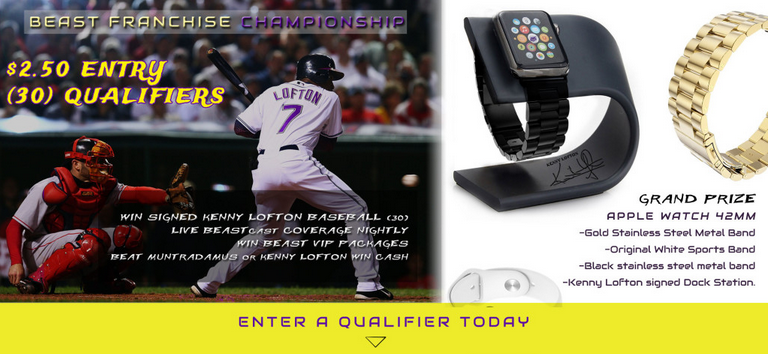 BEAST FRANCHISE CHAMPIONSHIP
$2.50 ENTRY
(30) QUALIFIERS
LOFTON
7
WIN SIGNED KENNY LOFTON BASEBALL (30)
LIVE BEASTCAST COVERAGE NIGHTLY
WIN BEAST VIP PACKAGES
BEAT MUNTRADAMUS OR KENNY LOFTON WIN CASH
GRAND PRIZE
APPLE WATCH 42MM
-Gold Stainless Steel Metal Band
-Original White Sports Band
-Black stainless steel metal band
-Kenny Lofton signed Dock Station.
ENTER A QUALIFIER TODAY